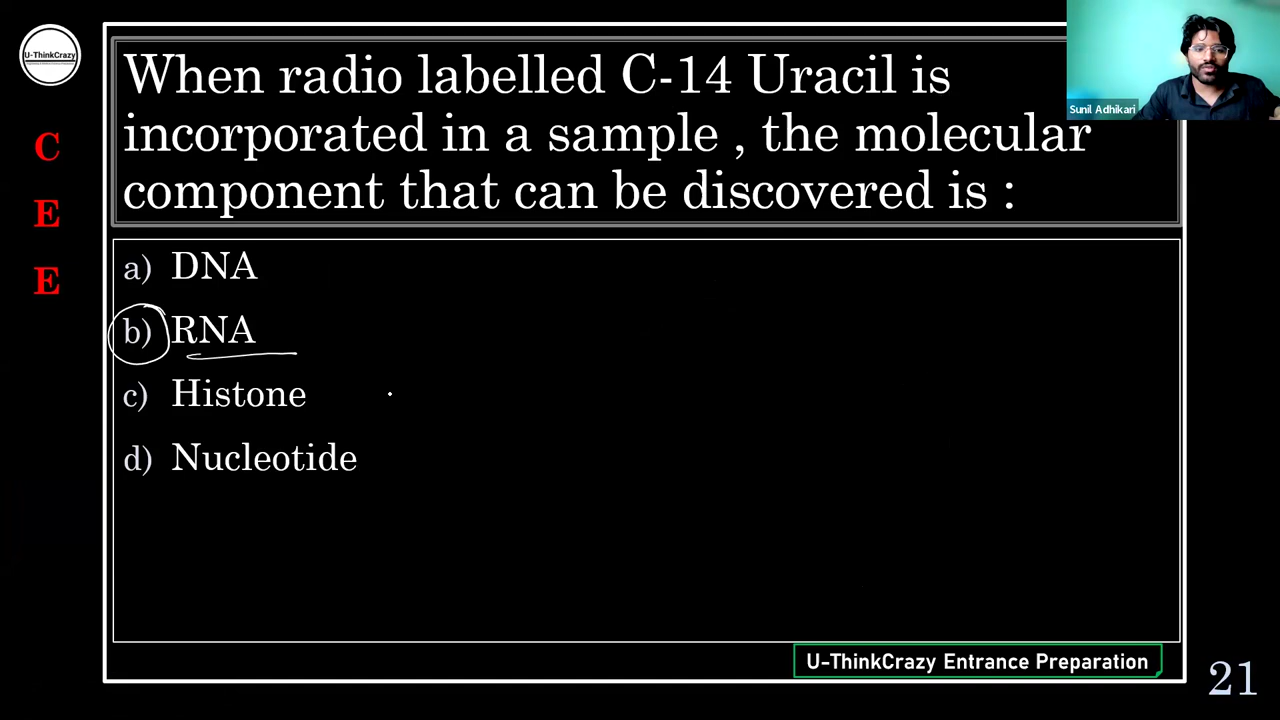 U-ThinkCrazy
C
E
E
When radio labelled C-14 Uracil is
incorporated in a sample , the molecular
component that can be discovered is :
Sunil Adhikari
a) DNA
b) RNA
c) Histone
d) Nucleotide
U-ThinkCrazy Entrance Preparation
21